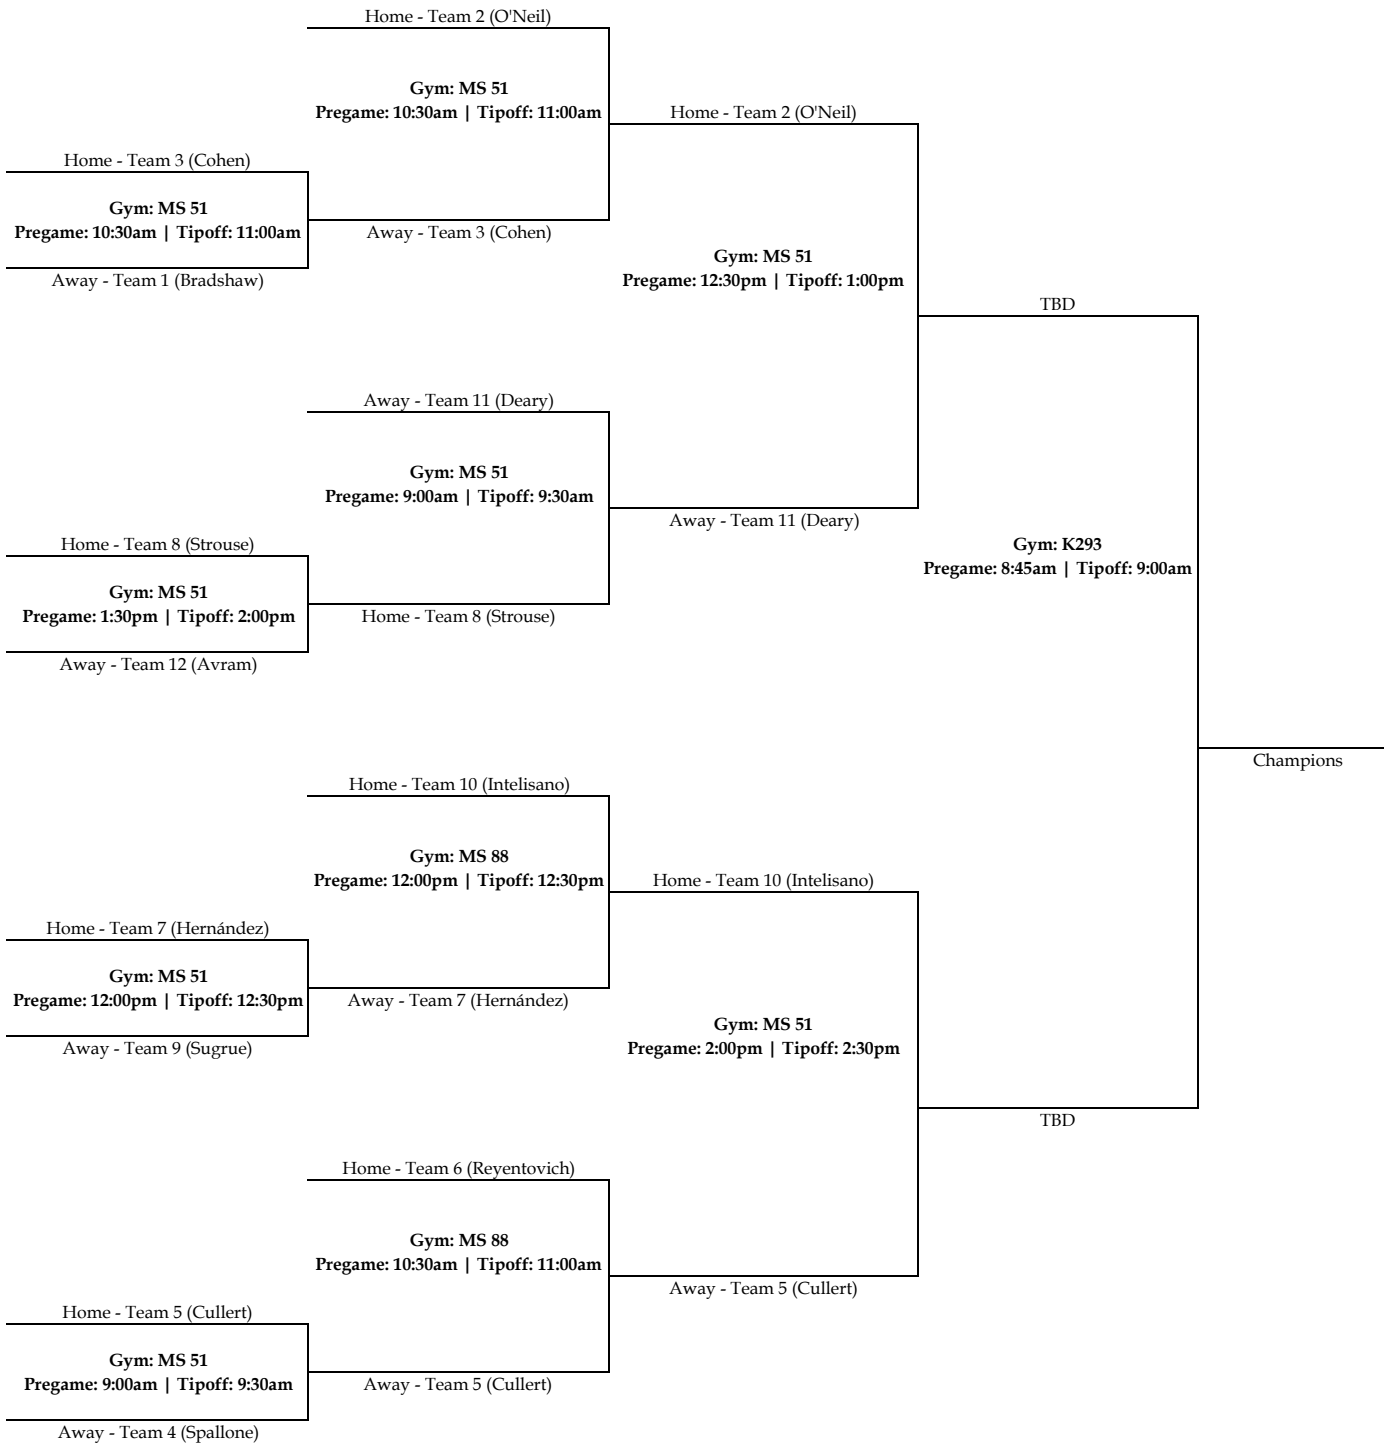 Home - Team 2 (O'Neil)
Gym: MS 51
Pregame: 10:30am | Tipoff: 11:00am
Home - Team 2 (O'Neil)
Home - Team 3 (Cohen)
Gym: MS 51
Pregame: 10:30am | Tipoff: 11:00am
Away - Team 3 (Cohen)
Away - Team 1 (Bradshaw)
Gym: MS 51
Pregame: 12:30pm | Tipoff: 1:00pm
TBD
Away - Team 11 (Deary)
Gym: MS 51
Pregame: 9:00am | Tipoff: 9:30am
Away - Team 11 (Deary)
Home - Team 8 (Strouse)
Gym: MS 51
Pregame: 1:30pm | Tipoff: 2:00pm
Home - Team 8 (Strouse)
Away - Team 12 (Avram)
Gym: K293
Pregame: 8:45am | Tipoff: 9:00am
Champions
Home - Team 10 (Intelisano)
Gym: MS 88
Pregame: 12:00pm | Tipoff: 12:30pm
Home - Team 10 (Intelisano)
Home - Team 7 (Hernández)
Gym: MS 51
Pregame: 12:00pm | Tipoff: 12:30pm
Away - Team 7 (Hernández)
Away - Team 9 (Sugrue)
Gym: MS 51
Pregame: 2:00pm | Tipoff: 2:30pm
TBD
Home - Team 6 (Reyentovich)
Gym: MS 88
Pregame: 10:30am | Tipoff: 11:00am
Away - Team 5 (Cullert)
Home - Team 5 (Cullert)
Gym: MS 51
Pregame: 9:00am | Tipoff: 9:30am
Away - Team 5 (Cullert)
Away - Team 4 (Spallone)